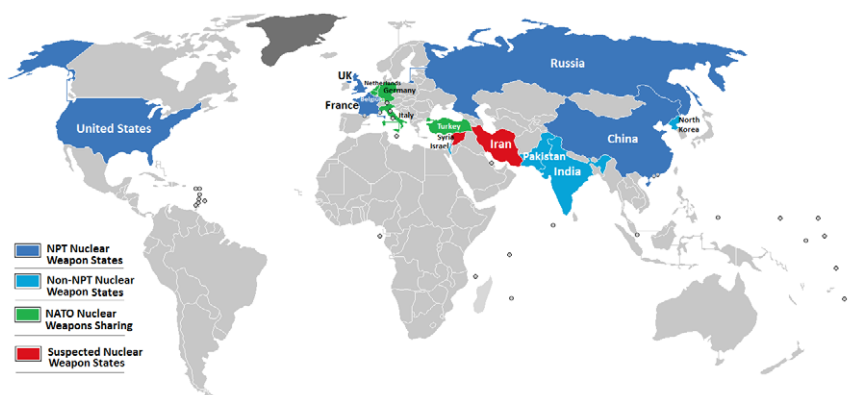 Russia
UK
Netherlands
Germany
Belgium
France
Italy
United States
Turkey
Syria
Israel
Iran
Pakistan
India
China
North
Korea
NPT Nuclear
Weapon States
Non-NPT Nuclear
Weapon States
NATO Nuclear
Weapons Sharing
Suspected Nuclear
Weapon States